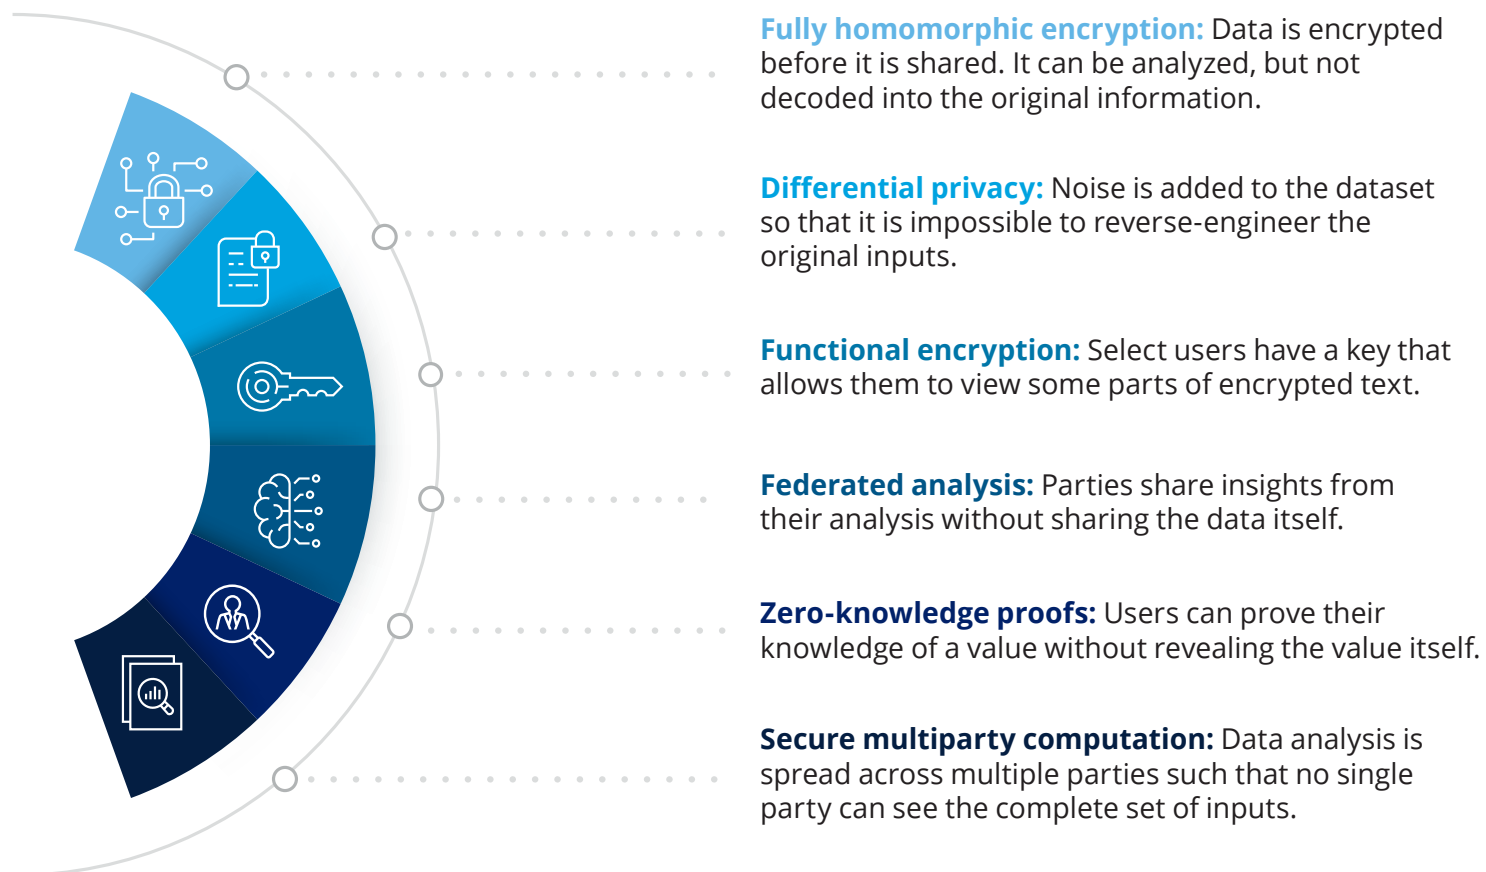 Fully homomorphic encryption: Data is encrypted
before it is shared. It can be analyzed, but not
decoded into the original information.
Differential privacy: Noise is added to the dataset
so that it is impossible to reverse-engineer the
original inputs.
Functional encryption: Select users have a key that
allows them to view some parts of encrypted text.
Federated analysis: Parties share insights from
their analysis without sharing the data itself.
Zero-knowledge proofs: Users can prove their
knowledge of a value without revealing the value itself.
Secure multiparty computation: Data analysis is
spread across multiple parties such that no single
party can see the complete set of inputs.